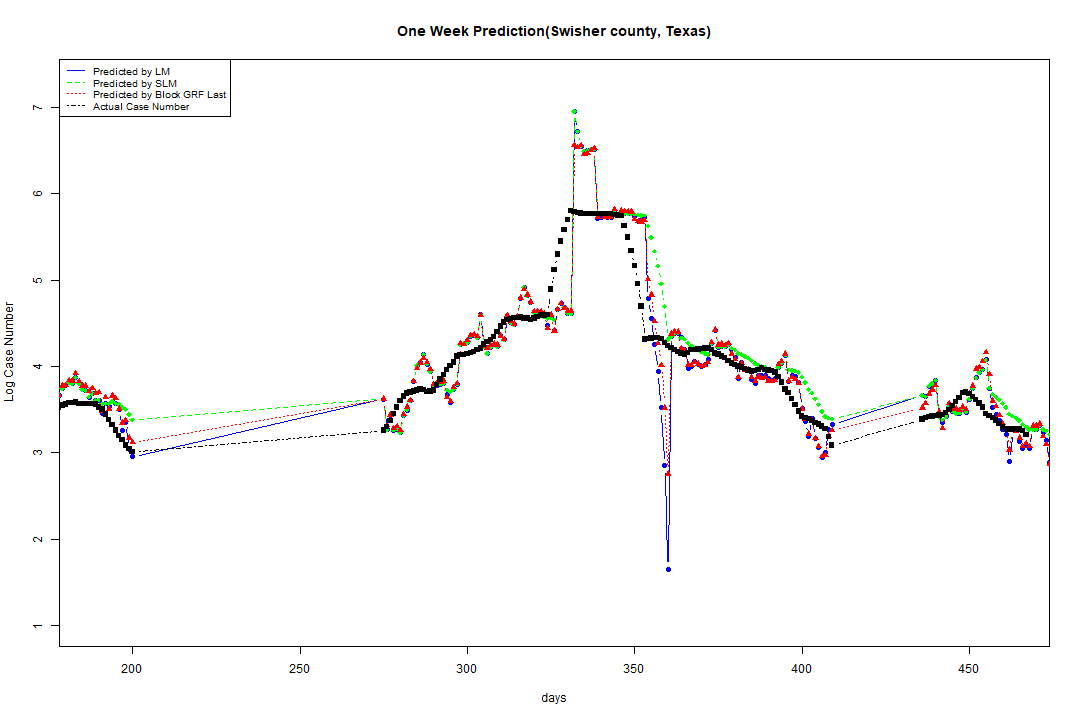 One Week Prediction(Swisher county, Texas)
Predicted by LM
Predicted by SLM
Predicted by Block GRF Last
Actual Case Number
Log Case Number
7
6
5
4
3
2
1
200 250 300 350 400 450
days